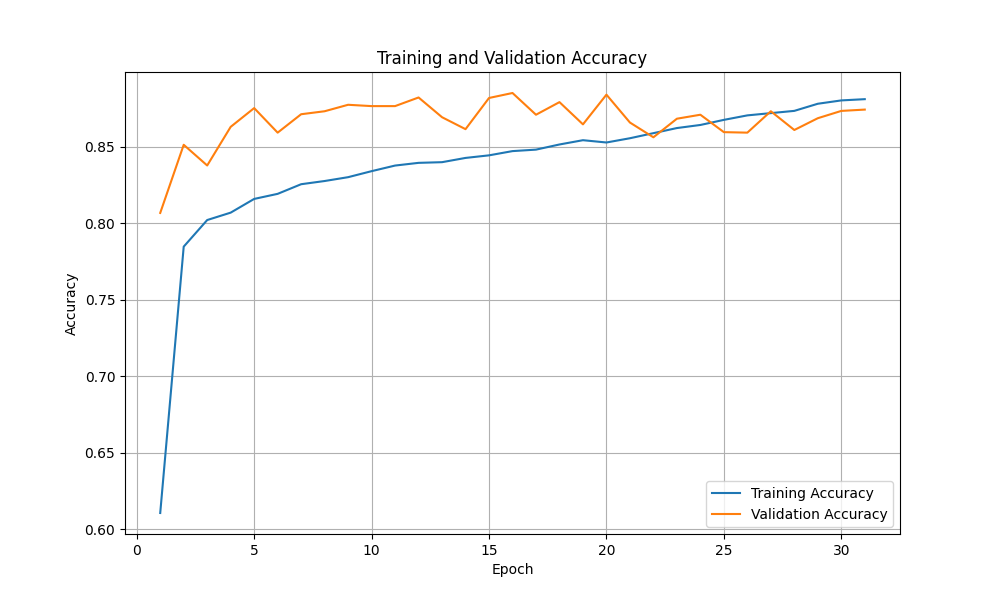 Training and Validation Accuracy
Accuracy
0.85
0.80
0.75
0.70
0.65
0.60
0
5
10
15
20
25
30
Epoch
Training Accuracy
Validation Accuracy